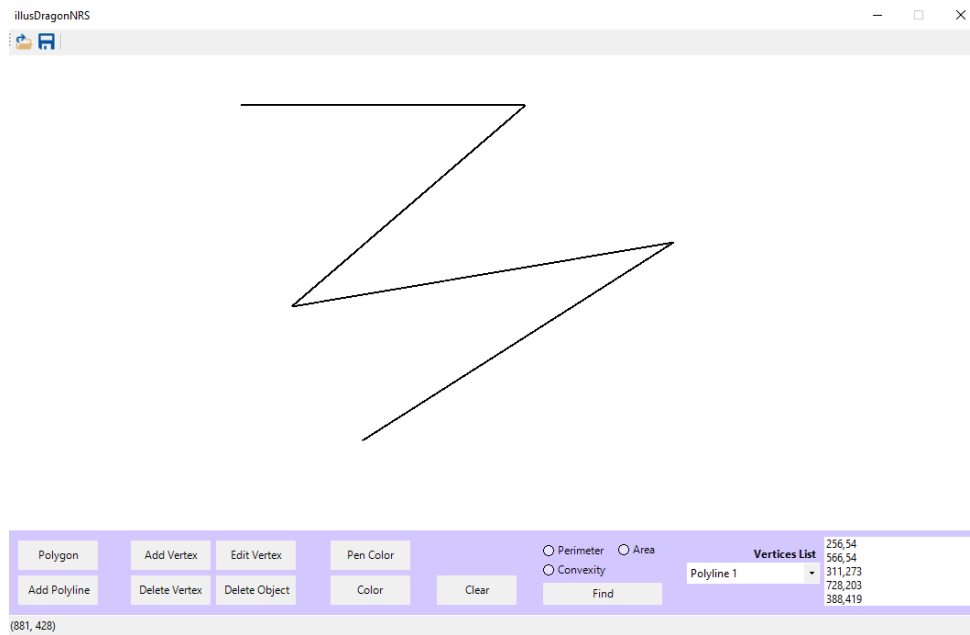 illusDragonNRS
Polygon
Add Vertex
Edit Vertex
Pen Color
Perimeter
Area
Convexity
Vertices List
256,54
566,54
311,273
728,203
388,419
Polyline 1
Add Polyline
Delete Vertex
Delete Object
Color
Clear
Find
(881, 428)